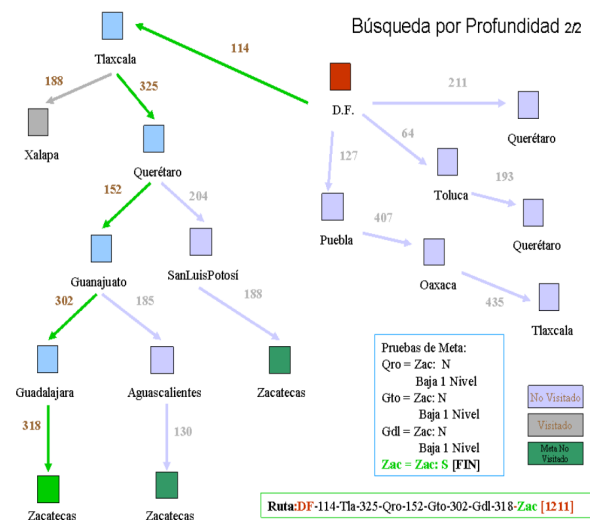 Búsqueda por Profundidad 2/2
114
Tlaxcala
188
325
211
D.F.
Xalapa
64
Querétaro
127
Querétaro
Toluca
193
152
204
Puebla
407
Querétaro
Guanajuato
SanLuisPotosí
Oaxaca
302
185
188
435
Tlaxcala
Guadalajara
Aguascalientes
Zacatecas
318
130
Zacatecas
Zacatecas
Pruebas de Meta:
Qro = Zac: N
Baja 1 Nivel
Gto = Zac: N
Baja 1 Nivel
Gdl = Zac: N
Baja 1 Nivel
Zac = Zac: S [FIN]
No Visitado
Visitado
Meta No
Visitado
Ruta:DF-114-Tla-325-Qro-152-Gto-302-Gdl-318-Zac [1211]